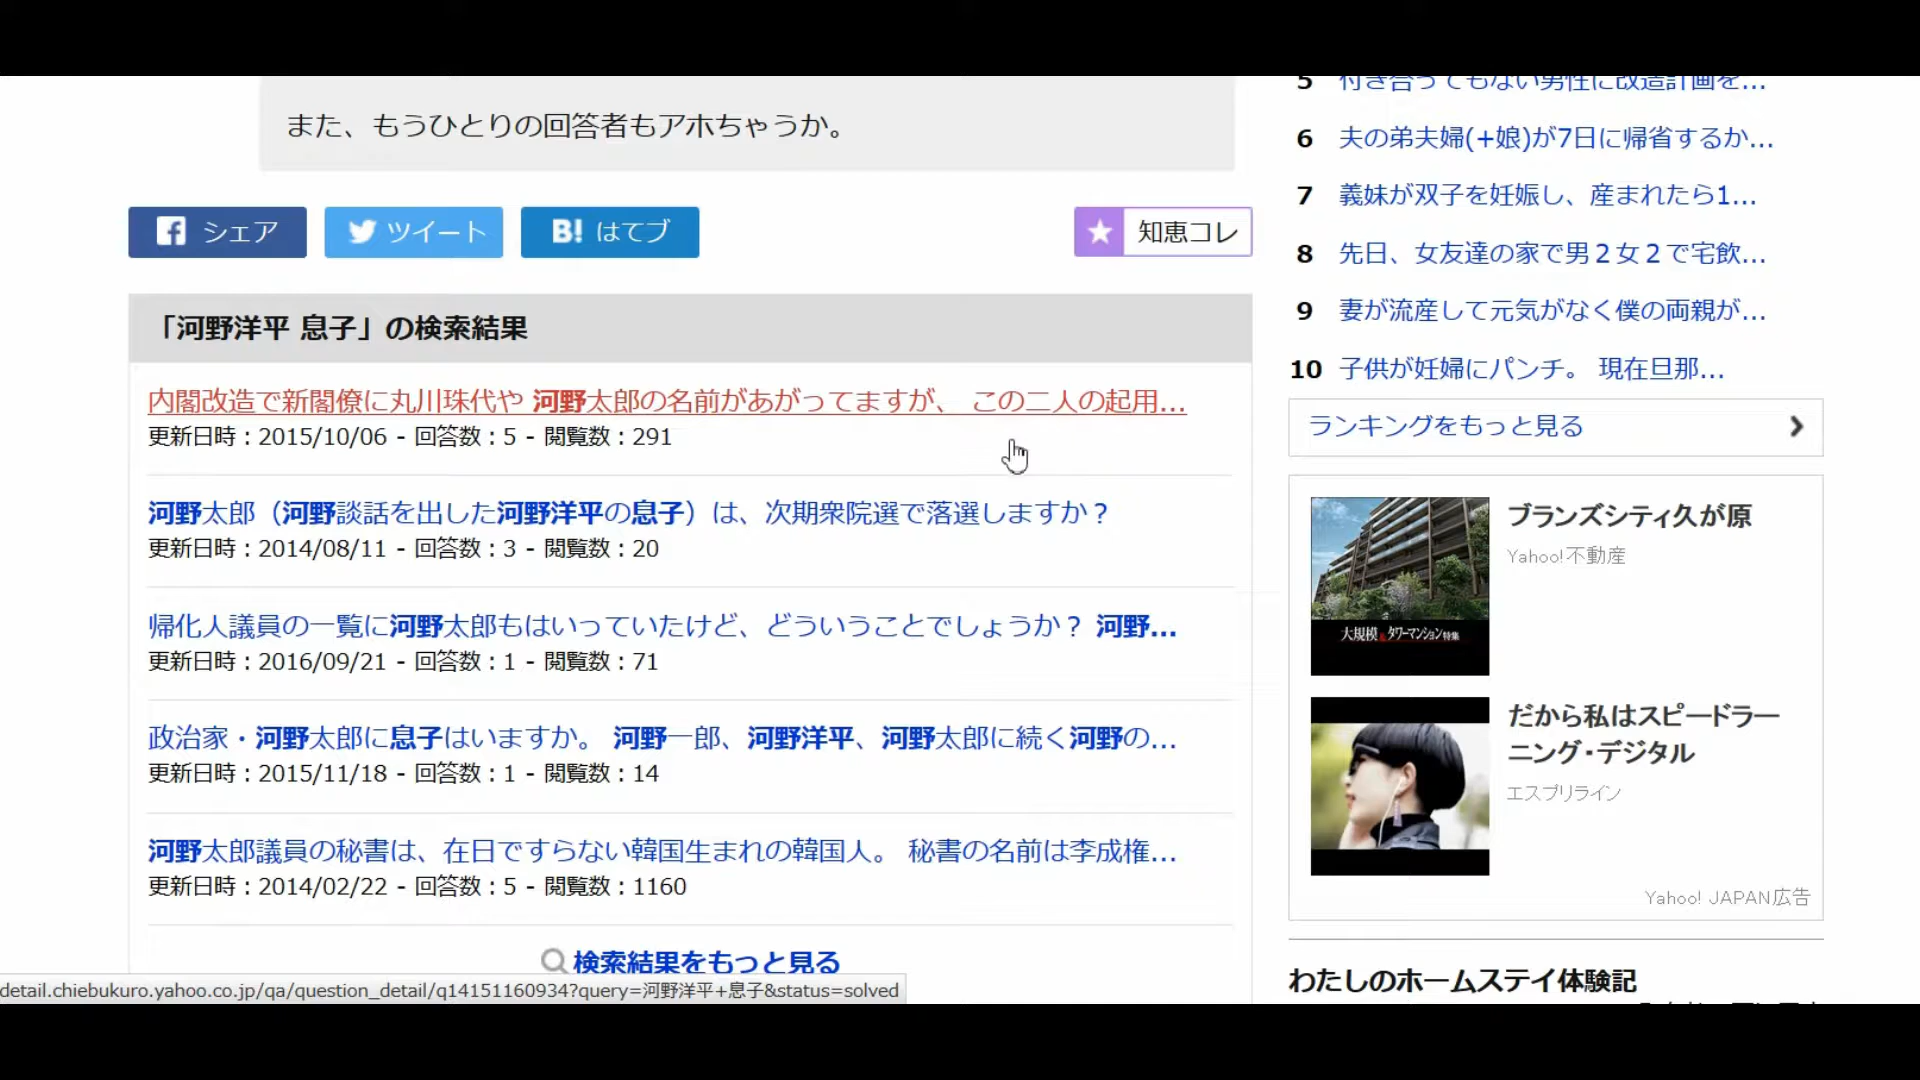 また、もうひとりの回答者もアホちゃうか。
シェア
ツイート
B! はてブ
知恵コレ
「河野洋平 息子」の検索結果
内閣改造で新閣僚に丸川珠代や 河野太郎の名前があがってますが、 この二人の起用...
更新日時：2015/10/06 - 回答数：5 - 閲覧数：291
河野太郎（河野談話を出した河野洋平の息子）は、次期衆院選で落選しますか？
更新日時：2014/08/11 - 回答数：3 - 閲覧数：20
帰化人議員の一覧に河野太郎もはいっていたけど、どういうことでしょうか？ 河野...
更新日時：2016/09/21 - 回答数：1 - 閲覧数：71
政治家・河野太郎に息子はいますか。 河野一郎、河野洋平、河野太郎に続く河野の...
更新日時：2015/11/18 - 回答数：1 - 閲覧数：14
河野太郎議員の秘書は、在日ですらない韓国生まれの韓国人。 秘書の名前は李成権...
更新日時：2014/02/22 - 回答数：5 - 閲覧数：1160
検索結果をもっと見る
detail.chiebukuro.yahoo.co.jp/qa/question_detail/q14151160934?query=河野洋平+息子&status=solved
5 付き合ってもない男性に改造計画を...
6 夫の弟夫婦(+娘)が7日に帰省するか...
7 義妹が双子を妊娠し、産まれたら1...
8 先日、女友達の家で男２女２で宅飲...
9 妻が流産して元気がなく僕の両親が...
10 子供が妊婦にパンチ。 現在旦那...
ランキングをもっと見る
ブランズシティ久が原
Yahoo!不動産
大規模 タワーマンション特集
だから私はスピードラー
ニング・デジタル
エスプリライン
Yahoo! JAPAN広告
わたしのホームステイ体験記